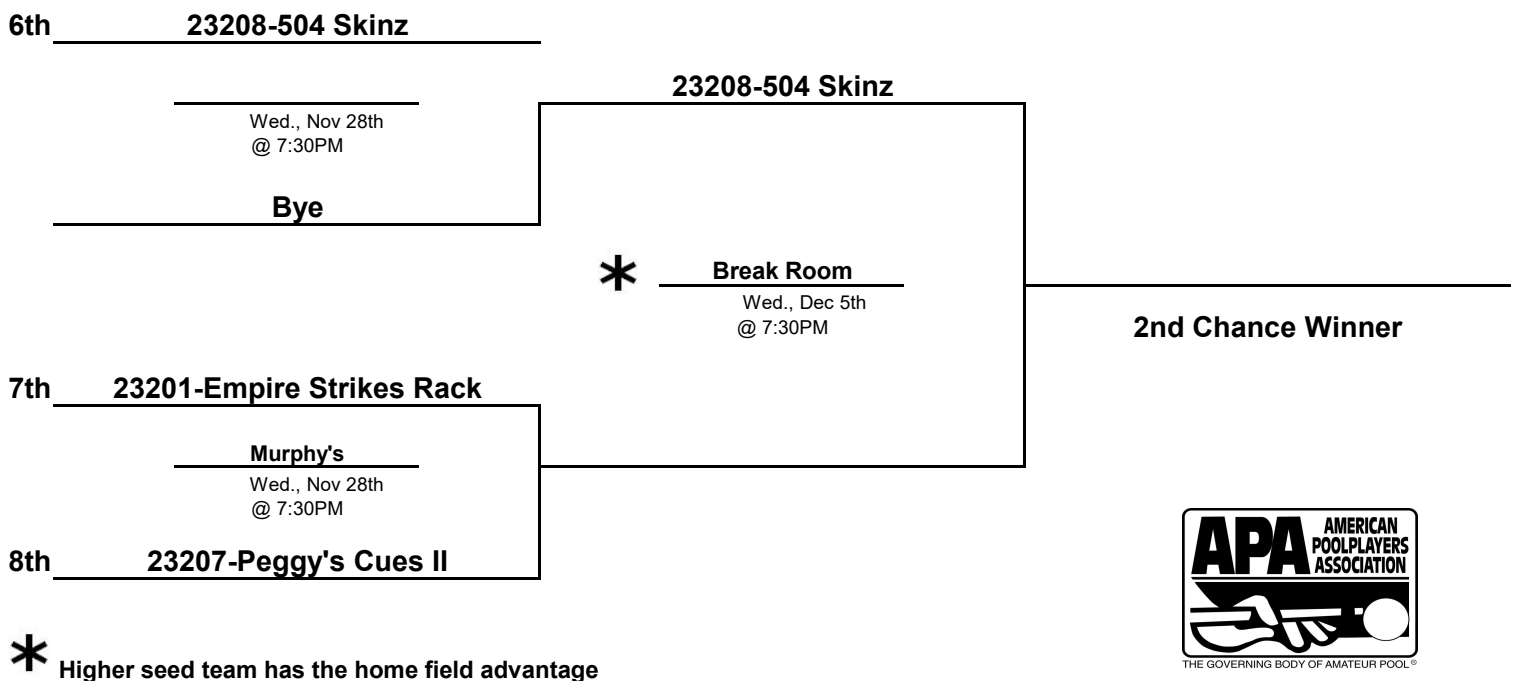 6th 23208-504 Skinz
23208-504 Skinz
Wed., Nov 28th
@ 7:30PM
Bye
* Break Room
Wed., Dec 5th
@ 7:30PM
2nd Chance Winner
7th 23201-Empire Strikes Rack
Murphy's
Wed., Nov 28th
@ 7:30PM
8th 23207-Peggy's Cues II
APA AMERICAN
POOLPLAYERS
ASSOCIATION
THE GOVERNING BODY OF AMATEUR POOL®
* Higher seed team has the home field advantage